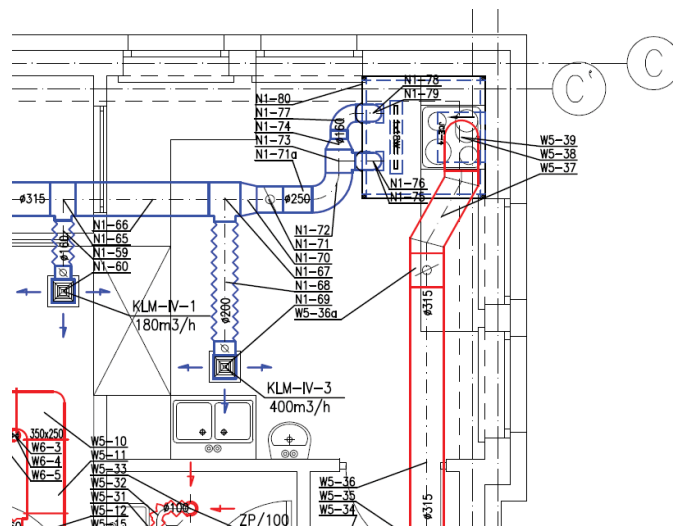 N1-78
N1-79
N1-80
N1-77
N1-74
N1-73
N1-71a
ø160
C
C'
W5-39
W5-38
W5-37
ø315
ø250
N1-76
N1-75
N1-66
N1-65
N1-59
N1-60
ø160
N1-72
N1-71
N1-70
N1-67
N1-68
N1-69
W5-36a
ø200
ø315
KLM-IV-1
180m3/h
KLM-IV-3
400m3/h
350x250
W6-3
W6-4
W6-5
W5-10
W5-11
W5-33
W5-32
W5-31
W5-12
W5-15
ø100
ZP/100
W5-36
W5-35
W5-34
ø315